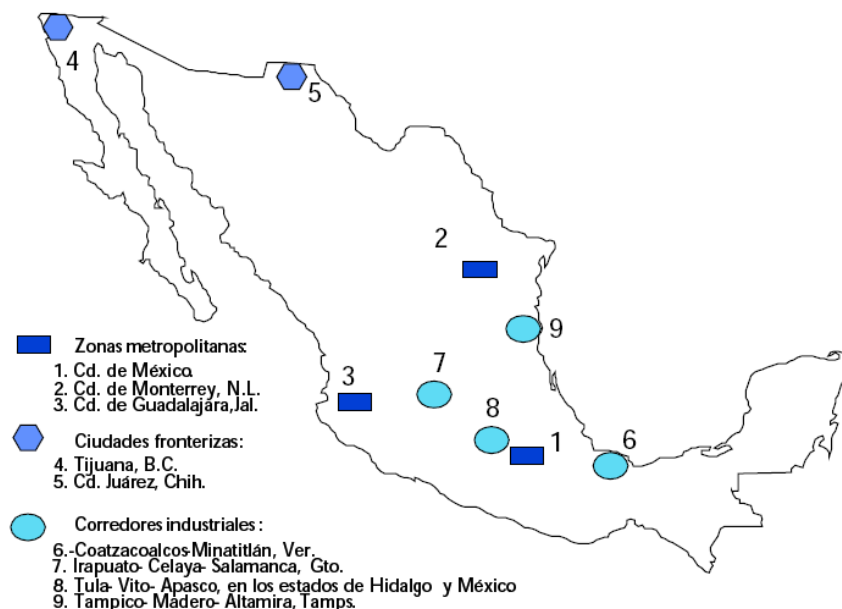 4
5
2
9
7
3
8
1
6
Zonas metropolitanas:
1. Cd. de México.
2. Cd. de Monterrey, N.L.
3. Cd. de Guadalajára,Jal.
Ciudades fronterizas:
4. Tijuana, B.C.
5. Cd. Juárez, Chih.
Corredores industriales :
6.-Coatzacoalcos-Minatitlán, Ver.
7. Irapuato- Celaya- Salamanca, Gto.
8. Tula- Vito- Apasco, en los estados de Hidalgo y México
9. Tampico- Madero- Altamira, Tamps.